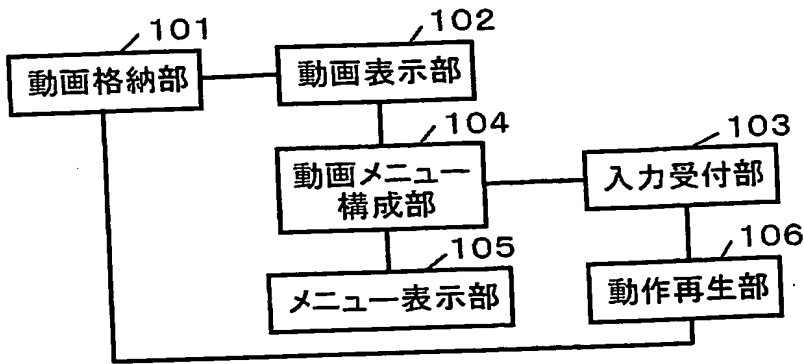 101
動画格納部
102
動画表示部
104
動画メニュー
構成部
103
入力受付部
105
メニュー表示部
106
動作再生部